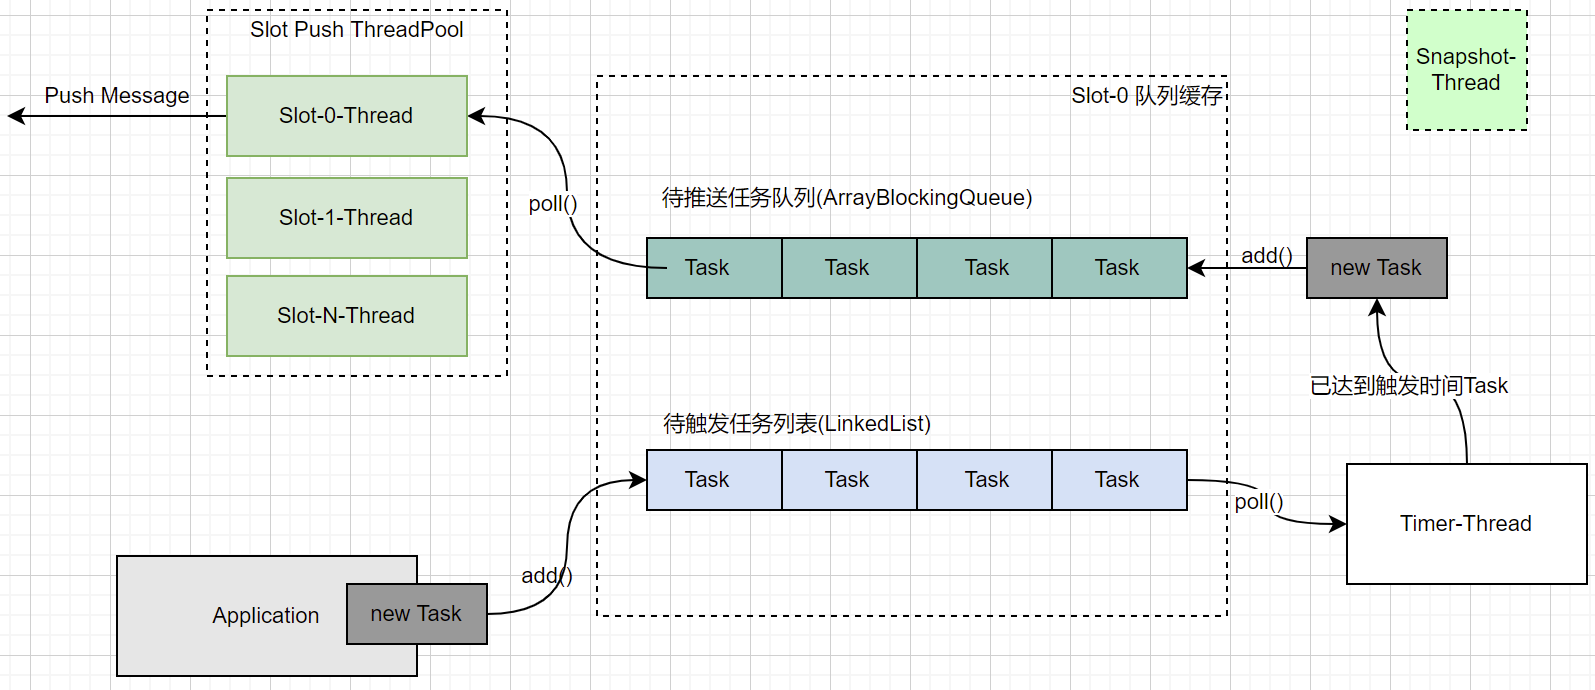 Slot Push ThreadPool
Push Message
Slot-0-Thread
Slot-1-Thread
Slot-N-Thread
poll()
Slot-0 队列缓存
Snapshot-
Thread
待推送任务队列(ArrayBlockingQueue)
Task
Task
Task
Task
add()
new Task
已达到触发时间Task
待触发任务列表(LinkedList)
Task
Task
Task
Task
poll()
Timer-Thread
add()
Application
new Task